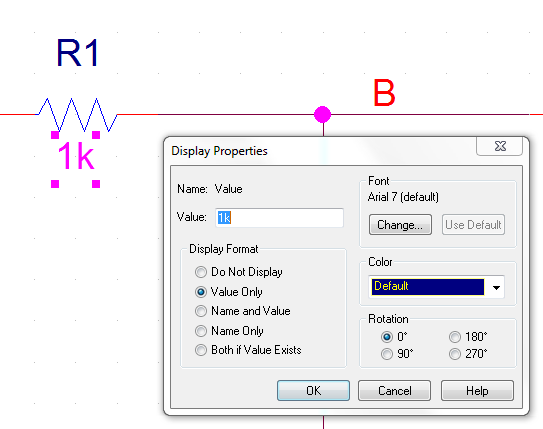 R1
B
1k
Display Properties
Name: Value
Value: 1k
Display Format
Do Not Display
Value Only
Name and Value
Name Only
Both if Value Exists
Font
Arial 7 (default)
Change... Use Default
Color
Default
Rotation
0° 180°
90° 270°
OK Cancel Help